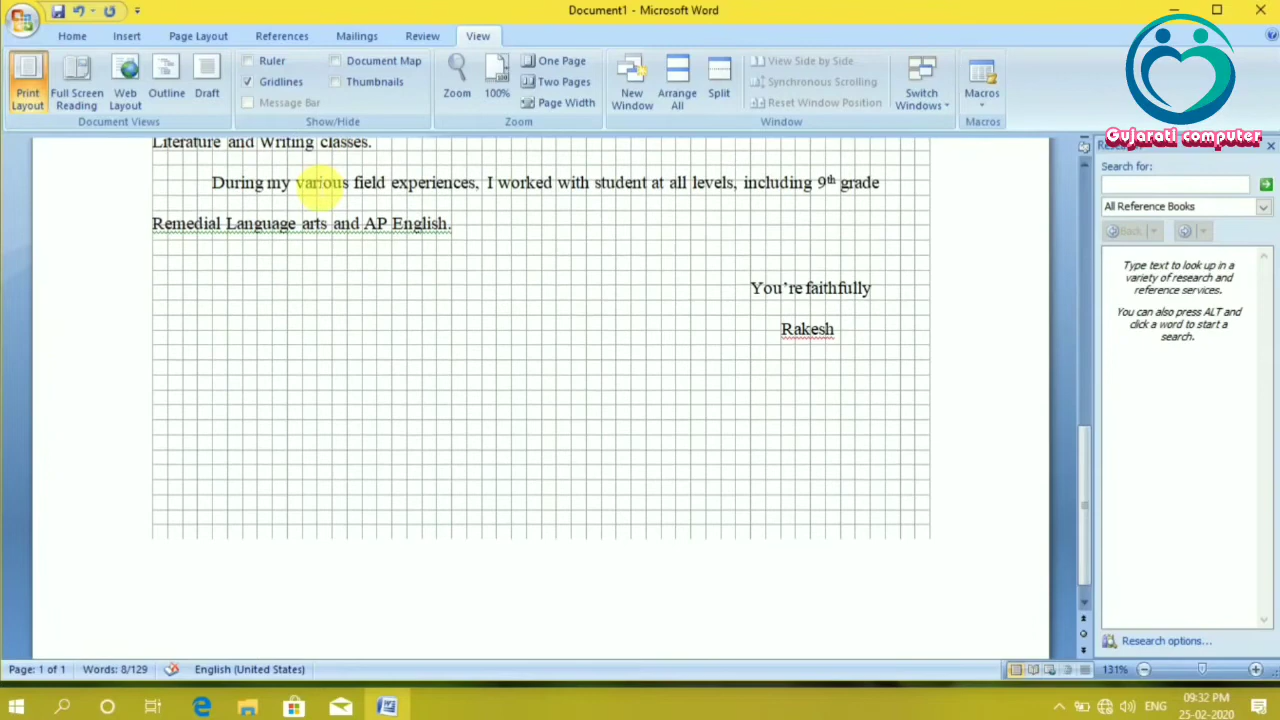 Document1 - Microsoft Word
Home Insert Page Layout References Mailings Review View
Print Layout
Full Screen Reading
Web Layout
Outline
Draft
Document Views
Ruler
Gridlines
Message Bar
Document Map
Thumbnails
Show/Hide
Zoom
100%
One Page
Two Pages
Page Width
Zoom
New Window
Arrange All
Split
View Side by Side
Synchronous Scrolling
Reset Window Position
Window
Switch Windows
Macros
Macros
Gujarati computer
Literature and Writing classes.
During my various field experiences, I worked with student at all levels, including 9th grade
Remedial Language arts and AP English.
You're faithfully
Rakesh
Search for:
All Reference Books
Back
Type text to look up in a
variety of research and
reference services.
You can also press ALT and
click a word to start a
search.
Research options...
Page: 1 of 1 Words: 8/129 English (United States) 131%
ENG
09:32 PM
25-02-2020